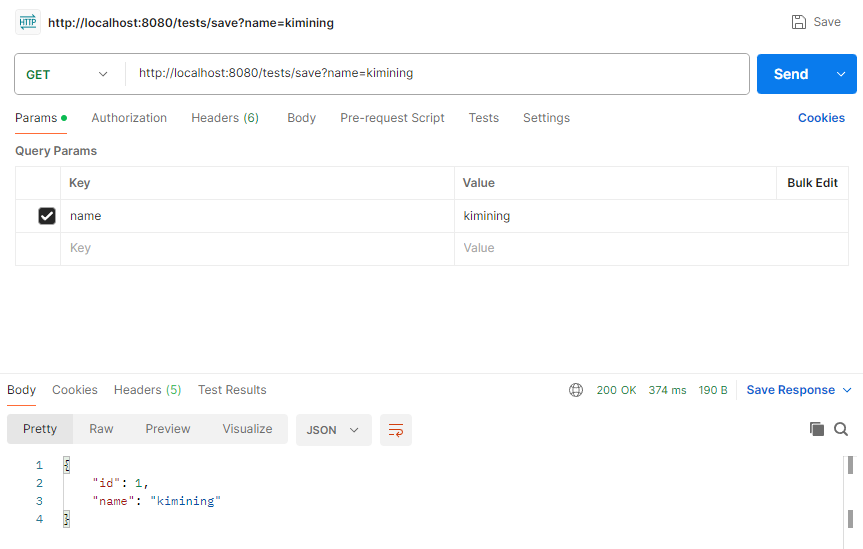 HTTP http://localhost:8080/tests/save?name=kimining Save
GET http://localhost:8080/tests/save?name=kimining Send
Params Authorization Headers (6) Body Pre-request Script Tests Settings Cookies
Query Params
Key Value Bulk Edit
name kimining
Key Value
Body Cookies Headers (5) Test Results 200 OK 374 ms 190 B Save Response
Pretty Raw Preview Visualize JSON
1 {
2 "id": 1,
3 "name": "kimining"
4 }